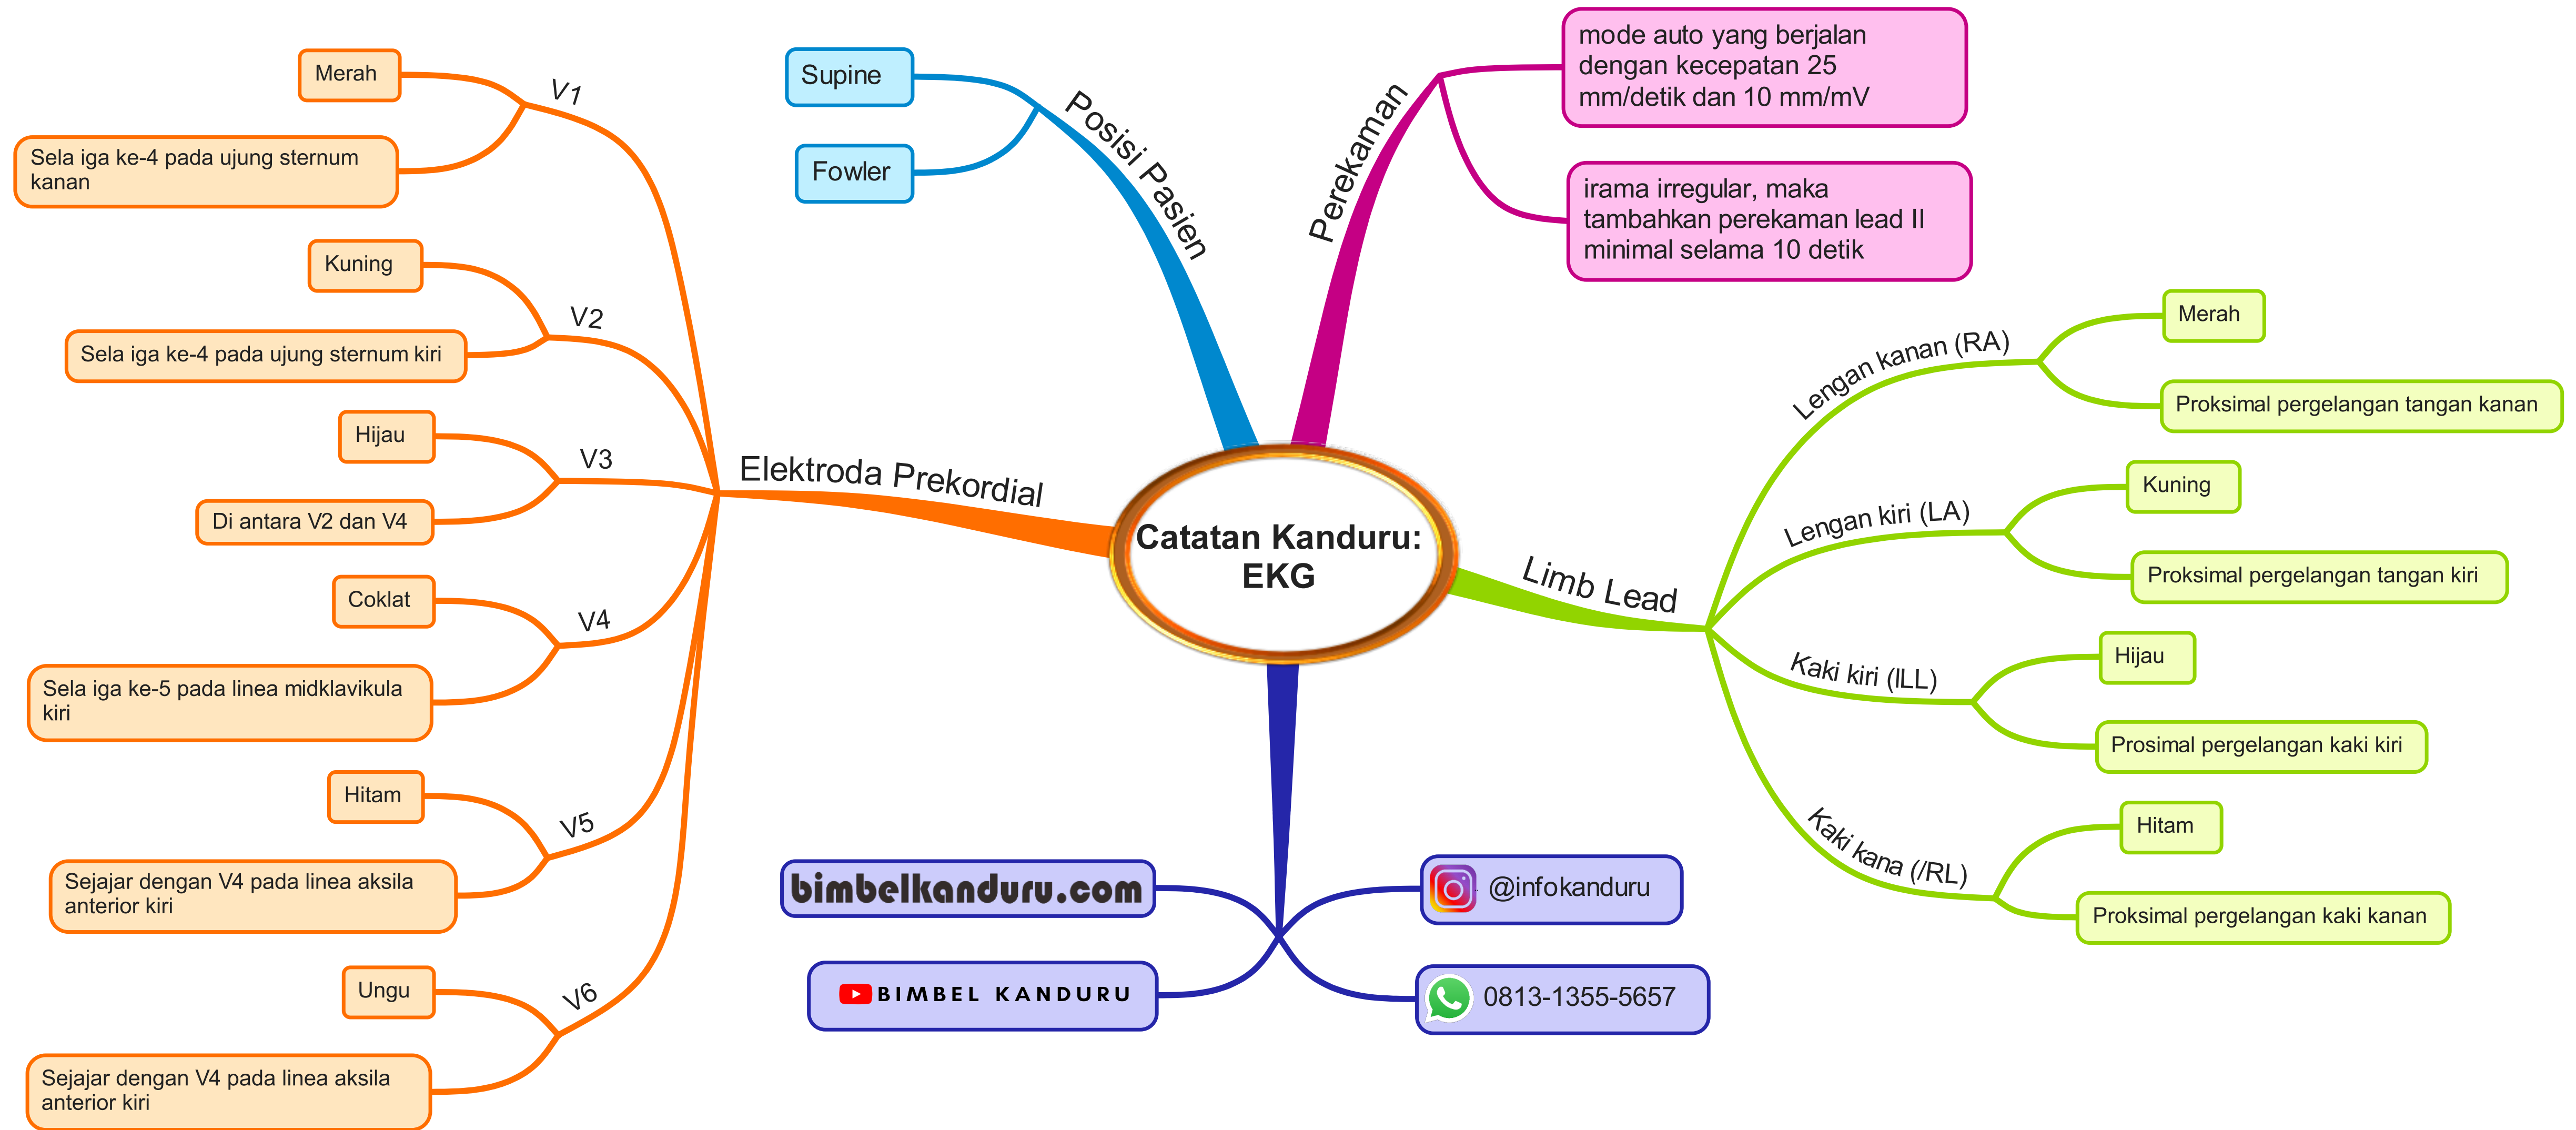 Catatan Kanduru:
EKG
Posisi Pasien
Supine
Fowler
Perekaman
mode auto yang berjalan
dengan kecepatan 25
mm/detik dan 10 mm/mV
irama irregular, maka
tambahkan perekaman lead II
minimal selama 10 detik
Elektroda Prekordial
V1
Merah
Sela iga ke-4 pada ujung sternum
kanan
V2
Kuning
Sela iga ke-4 pada ujung sternum kiri
V3
Hijau
Di antara V2 dan V4
V4
Coklat
Sela iga ke-5 pada linea midklavikula
kiri
V5
Hitam
Sejajar dengan V4 pada linea aksila
anterior kiri
V6
Ungu
Sejajar dengan V4 pada linea aksila
anterior kiri
Limb Lead
Lengan kanan (RA)
Merah
Proksimal pergelangan tangan kanan
Lengan kiri (LA)
Kuning
Proksimal pergelangan tangan kiri
Kaki kiri (ILL)
Hijau
Prosimal pergelangan kaki kiri
Kaki kana (/RL)
Hitam
Proksimal pergelangan kaki kanan
bimbelkanduru.com
BIMBEL KANDURU
@infokanduru
0813-1355-5657